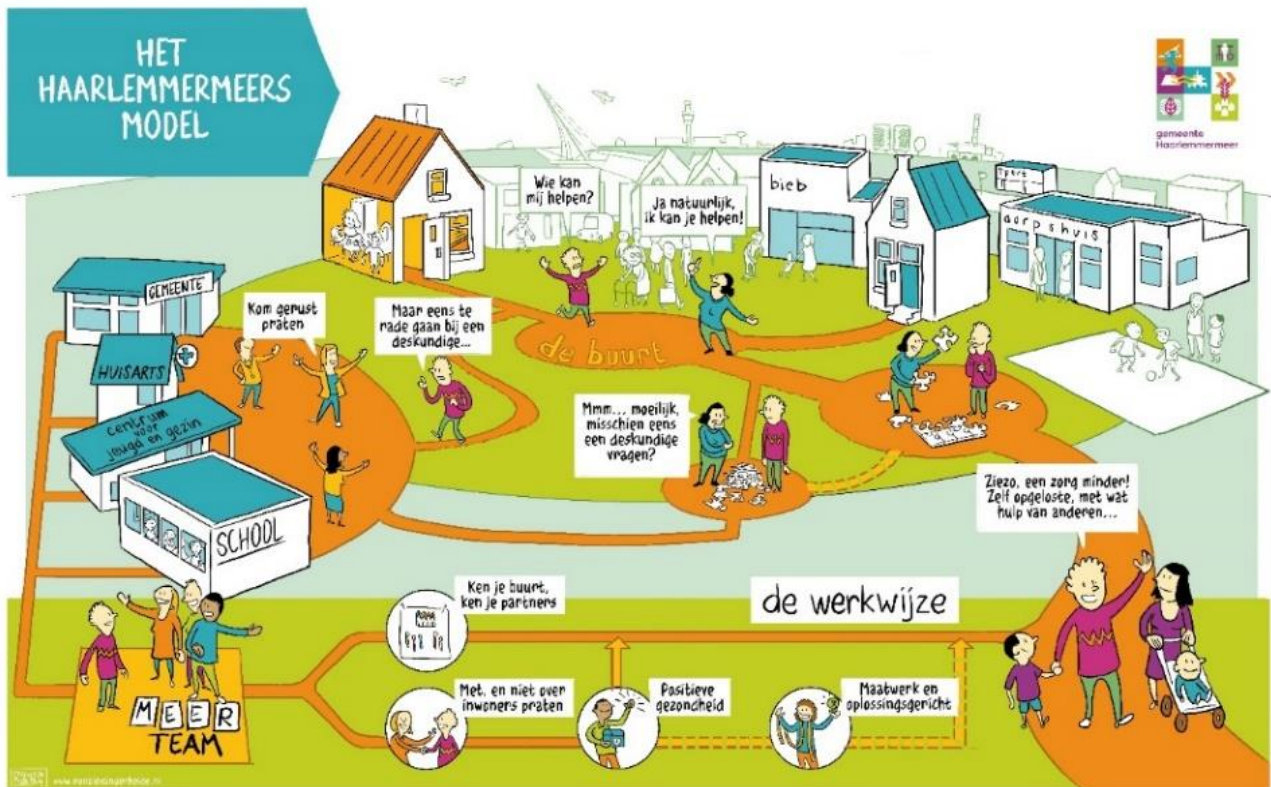 HET
HAARLEMMERMEERS
MODEL
gemeente
Haarlemmermeer
Wie kan
mij helpen?
Ja natuurlijk,
ik kan je helpen!
bieb
Sport
dorpshuis
GEMEENTE
Kom gerust
praten
Maar eens te
rade gaan bij een
deskundige...
de buurt
HUISARTS
centrum
voor
jeugd en gezin
SCHOOL
Mmm... moeilijk,
misschien eens
een deskundige
vragen?
Ziezo, een zorg minder!
Zelf opgeloste, met wat
hulp van anderen...
Ken je buurt,
ken je partners
de werkwijze
Met, en niet over
inwoners praten
Positieve
gezondheid
Maatwerk en
oplossingsgericht
MEER
TEAM